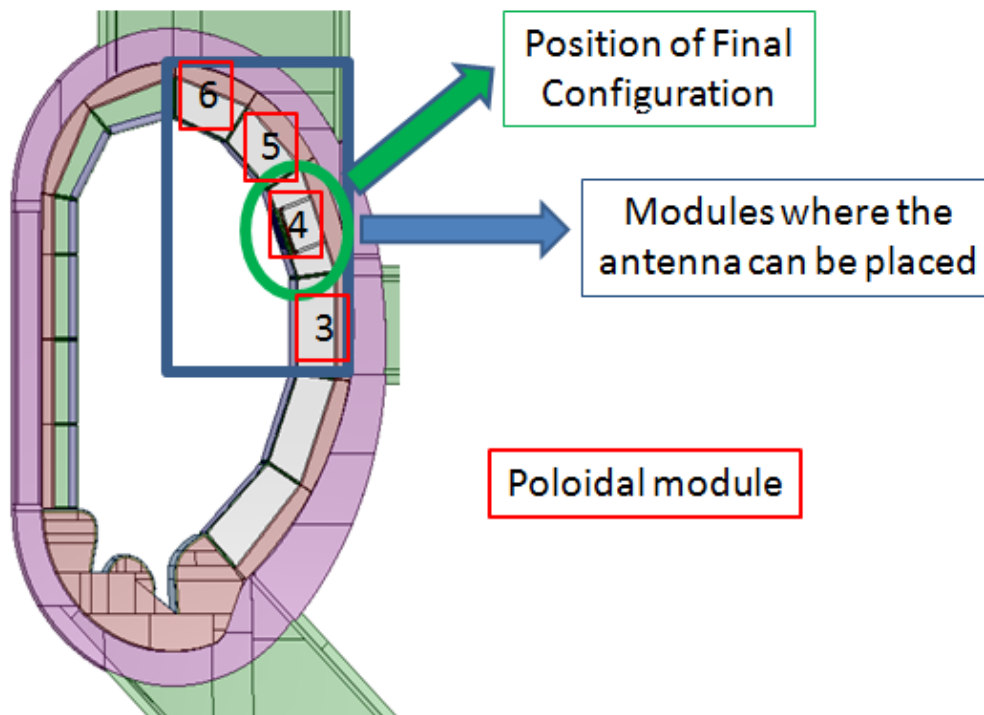 Position of Final
Configuration
6
5
4
3
Modules where the
antenna can be placed
Poloidal module